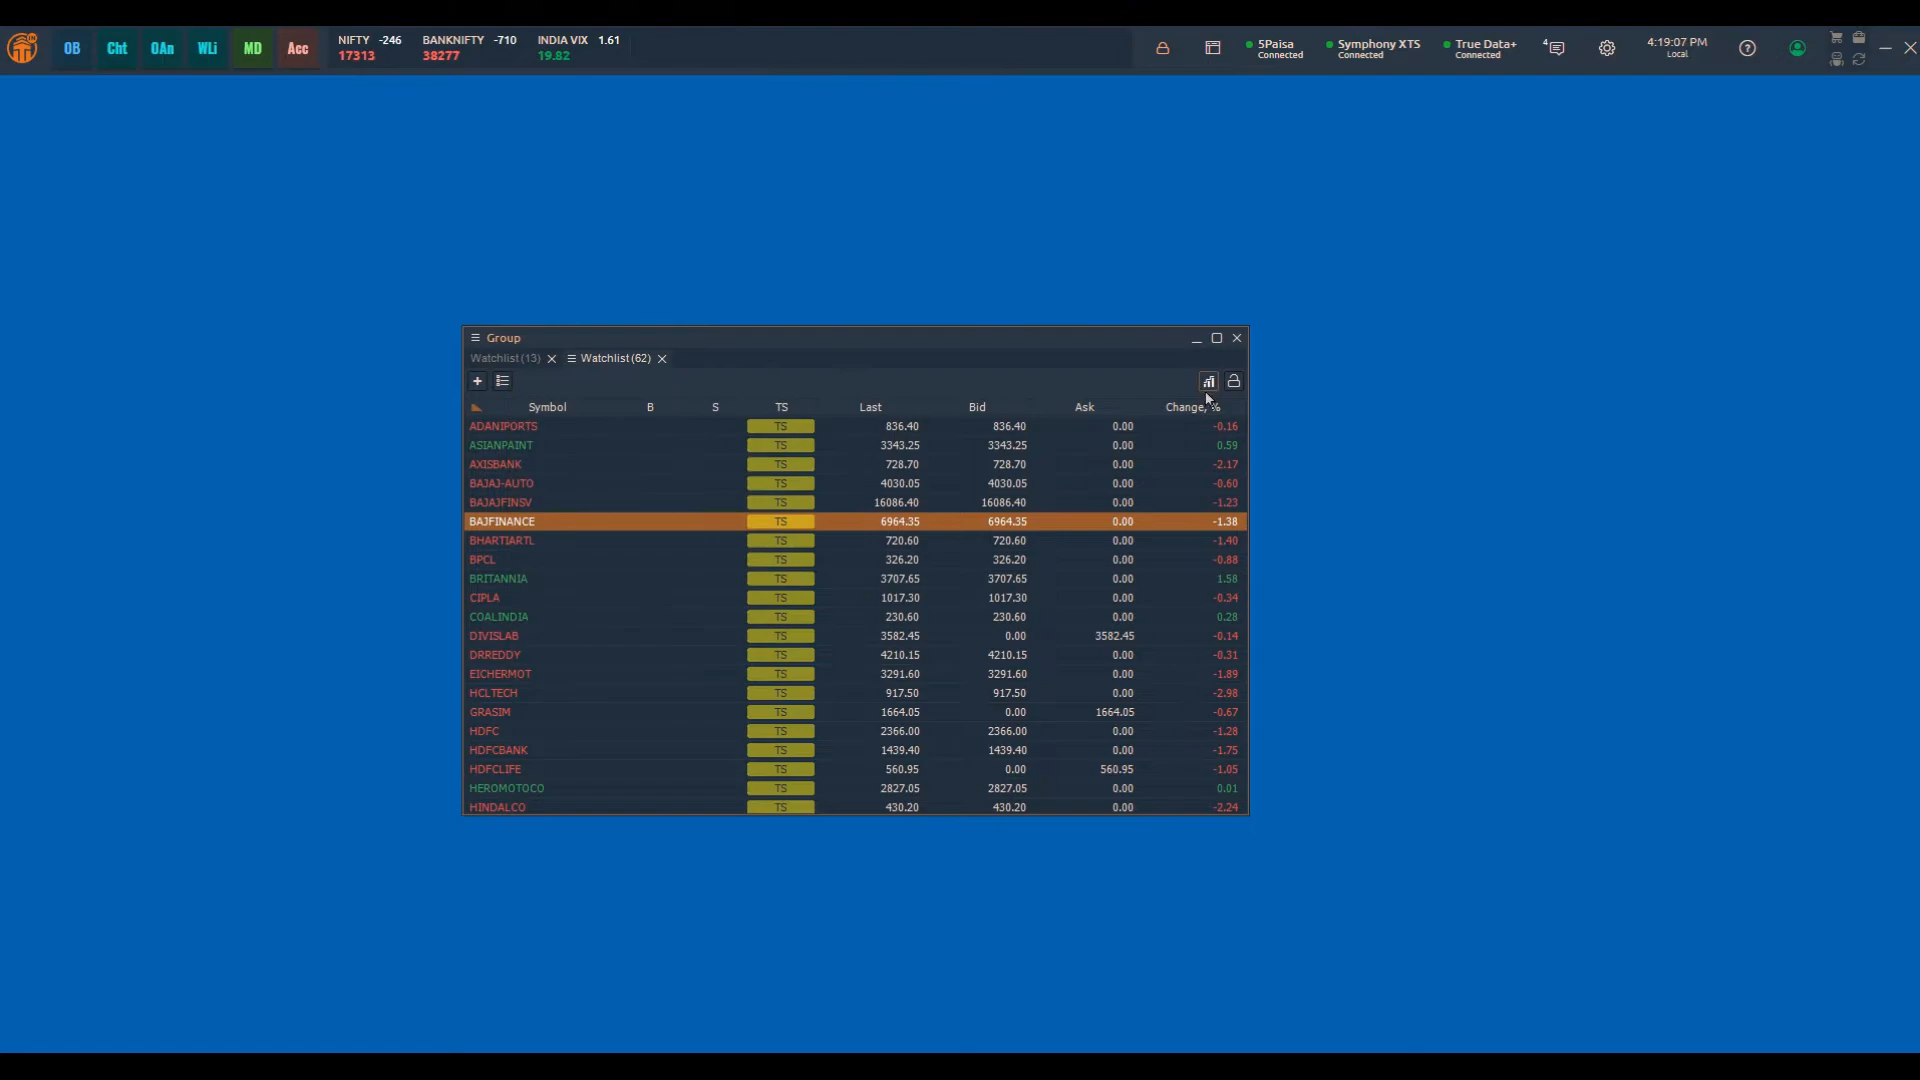 OB Cht OAn WLi MD Acc NIFTY -246 BANKNIFTY -710 INDIA VIX 1.61
17313 38277 19.82
5Paisa Symphony XTS True Data+ 4 4:19:07 PM
Connected Connected Connected Local
Group
Watchlist (13) Watchlist (62)
Symbol B S TS Last Bid Ask Change, %
ADANIPORTS TS 836.40 836.40 0.00 -0.16
ASIANPAINT TS 3343.25 3343.25 0.00 0.59
AXISBANK TS 728.70 728.70 0.00 -2.17
BAJAJ-AUTO TS 4030.05 4030.05 0.00 -0.60
BAJAJFINSV TS 16086.40 16086.40 0.00 -1.23
BAJFINANCE TS 6964.35 6964.35 0.00 -1.38
BHARTIARTL TS 720.60 720.60 0.00 -1.40
BPCL TS 326.20 326.20 0.00 -0.88
BRITANNIA TS 3707.65 3707.65 0.00 1.58
CIPLA TS 1017.30 1017.30 0.00 -0.34
COALINDIA TS 230.60 230.60 0.00 0.28
DIVISLAB TS 3582.45 0.00 3582.45 -0.14
DRREDDY TS 4210.15 4210.15 0.00 -0.31
EICHERMOT TS 3291.60 3291.60 0.00 -1.89
HCLTECH TS 917.50 917.50 0.00 -2.98
GRASIM TS 1664.05 0.00 1664.05 -0.67
HDFC TS 2366.00 2366.00 0.00 -1.28
HDFCBANK TS 1439.40 1439.40 0.00 -1.75
HDFCLIFE TS 560.95 0.00 560.95 -1.05
HEROMOTOCO TS 2827.05 2827.05 0.00 0.01
HINDALCO TS 430.20 430.20 0.00 -2.24